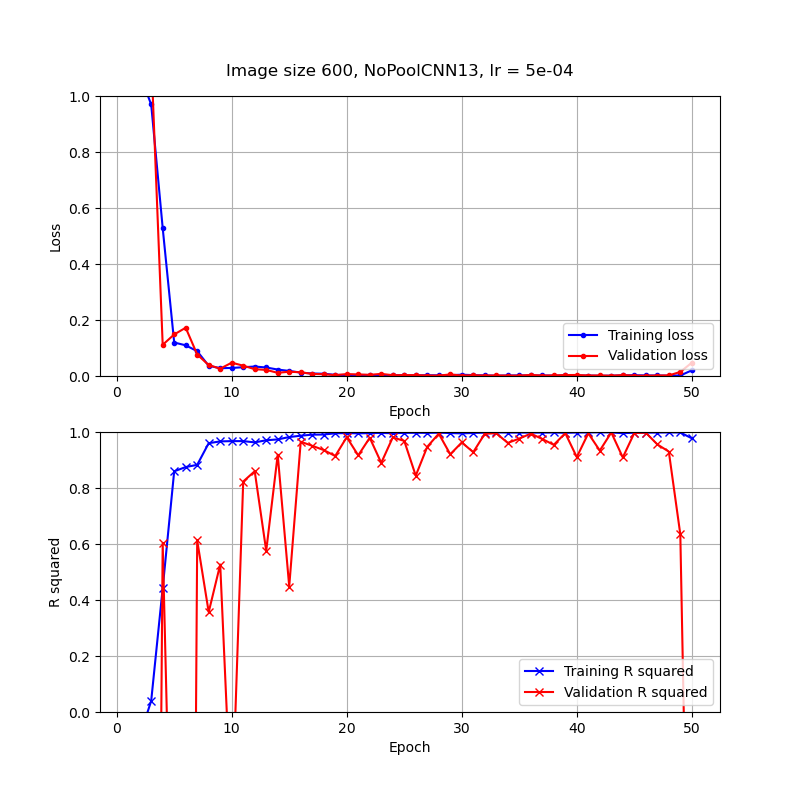 Image size 600, NoPoolCNN13, lr = 5e-04
1.0
0.8
0.6
0.4
0.2
0.0
Loss
0
10
20
30
40
50
Epoch
Training loss
Validation loss
1.0
0.8
0.6
0.4
0.2
0.0
R squared
0
10
20
30
40
50
Epoch
Training R squared
Validation R squared